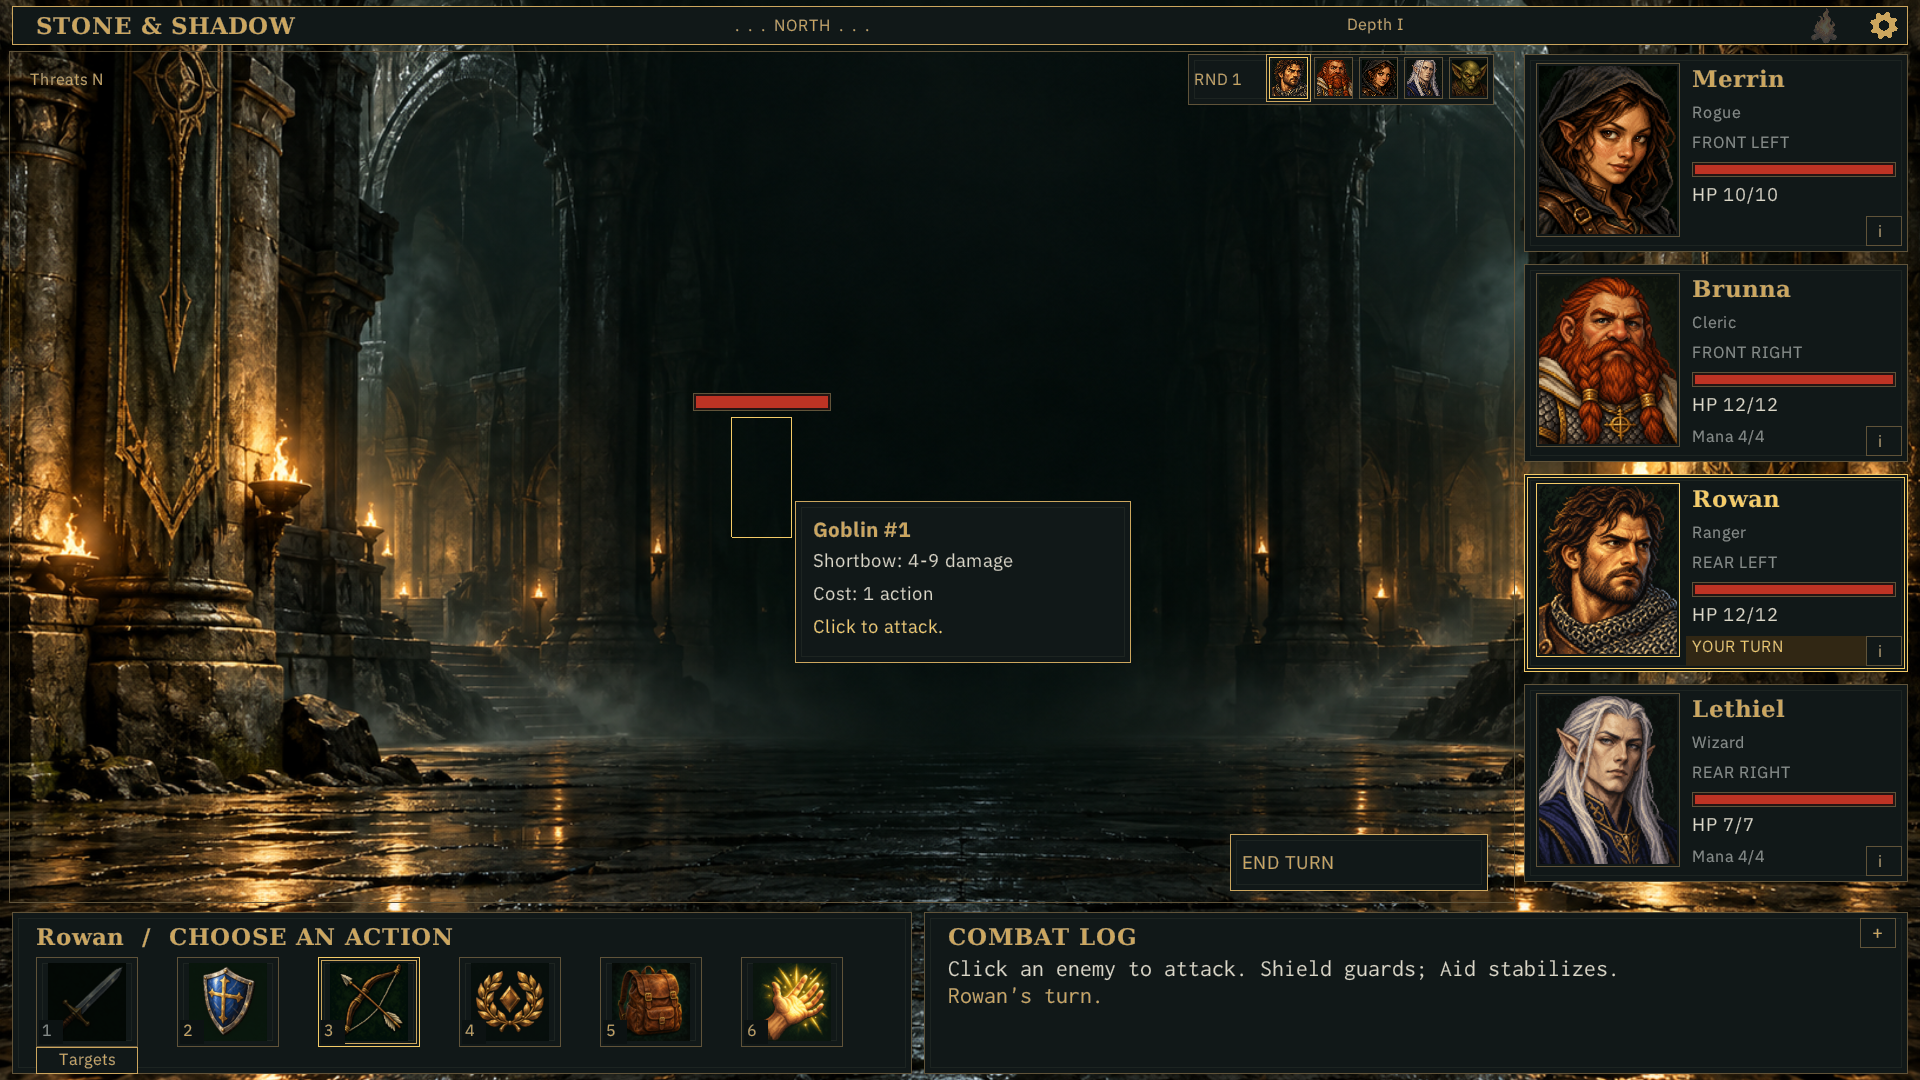 STONE & SHADOW
. . . NORTH . . .
Depth I
Threats N
RND 1
Merrin
Rogue
FRONT LEFT
HP 10/10
i
Brunna
Cleric
FRONT RIGHT
HP 12/12
Mana 4/4
i
Rowan
Ranger
REAR LEFT
HP 12/12
YOUR TURN
i
Lethiel
Wizard
REAR RIGHT
HP 7/7
Mana 4/4
i
Goblin #1
Shortbow: 4-9 damage
Cost: 1 action
Click to attack.
END TURN
Rowan / CHOOSE AN ACTION
1
2
3
4
5
6
Targets
COMBAT LOG
+
Click an enemy to attack. Shield guards; Aid stabilizes.
Rowan's turn.